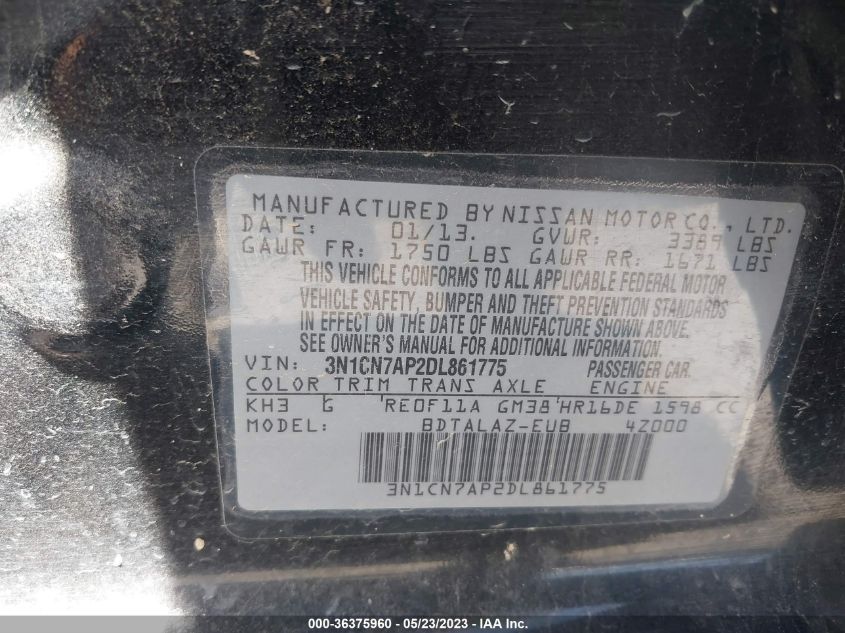 MANUFACTURED BY NISSAN MOTOR CO., LTD.
DATE: 01/13. GVWR: 3389 LBS
GAWR FR: 1750 LBS GAWR RR: 1671 LBS
THIS VEHICLE CONFORMS TO ALL APPLICABLE FEDERAL MOTOR
VEHICLE SAFETY, BUMPER AND THEFT PREVENTION STANDARDS
IN EFFECT ON THE DATE OF MANUFACTURE SHOWN ABOVE.
SEE OWNER'S MANUAL FOR ADDITIONAL INFORMATION.
VIN: 3N1CN7AP2DL861775 PASSENGER CAR.
COLOR TRIM TRANS AXLE ENGINE
KH3 G 'RE0F11A GM38'HR16DE 1598 CC
MODEL: BDTALAZ-EUB 4Z000
3N1CN7AP2DL861775
000-36375960 - 05/23/2023 - IAA Inc.